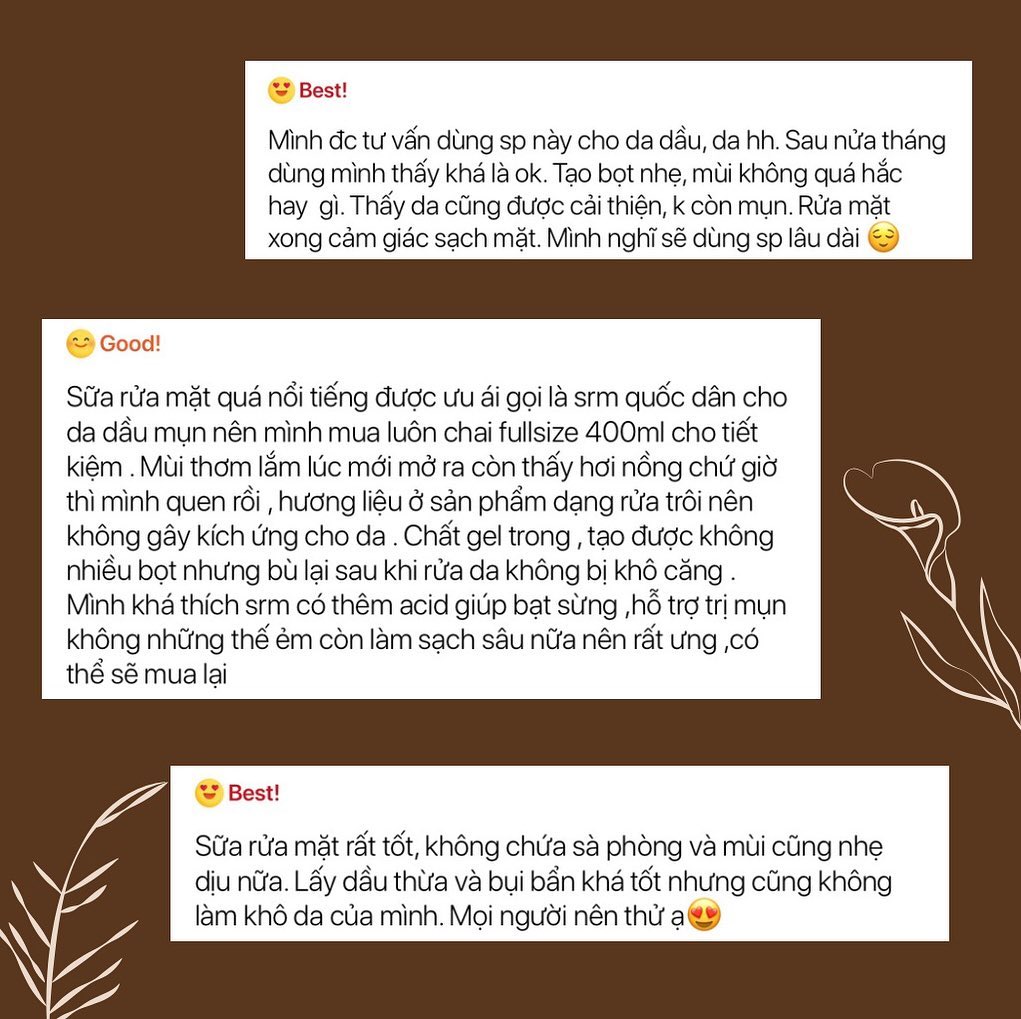 😍 Best!
Mình đc tư vấn dùng sp này cho da dầu, da hh. Sau nửa tháng
dùng mình thấy khá là ok. Tạo bọt nhẹ, mùi không quá hắc
hay  gì. Thấy da cũng được cải thiện, k còn mụn. Rửa mặt
xong cảm giác sạch mặt. Mình nghĩ sẽ dùng sp lâu dài 😌
😊 Good!
Sữa rửa mặt quá nổi tiếng được ưu ái gọi là srm quốc dân cho
da dầu mụn nên mình mua luôn chai fullsize 400ml cho tiết
kiệm . Mùi thơm lắm lúc mới mở ra còn thấy hơi nồng chứ giờ
thì mình quen rồi , hương liệu ở sản phẩm dạng rửa trôi nên
không gây kích ứng cho da . Chất gel trong , tạo được không
nhiều bọt nhưng bù lại sau khi rửa da không bị khô căng .
Mình khá thích srm có thêm acid giúp bạt sừng ,hỗ trợ trị mụn
không những thế ẻm còn làm sạch sâu nữa nên rất ưng ,có
thể sẽ mua lại
😍 Best!
Sữa rửa mặt rất tốt, không chứa sà phòng và mùi cũng nhẹ
dịu nữa. Lấy dầu thừa và bụi bẩn khá tốt nhưng cũng không
làm khô da của mình. Mọi người nên thử ạ😍